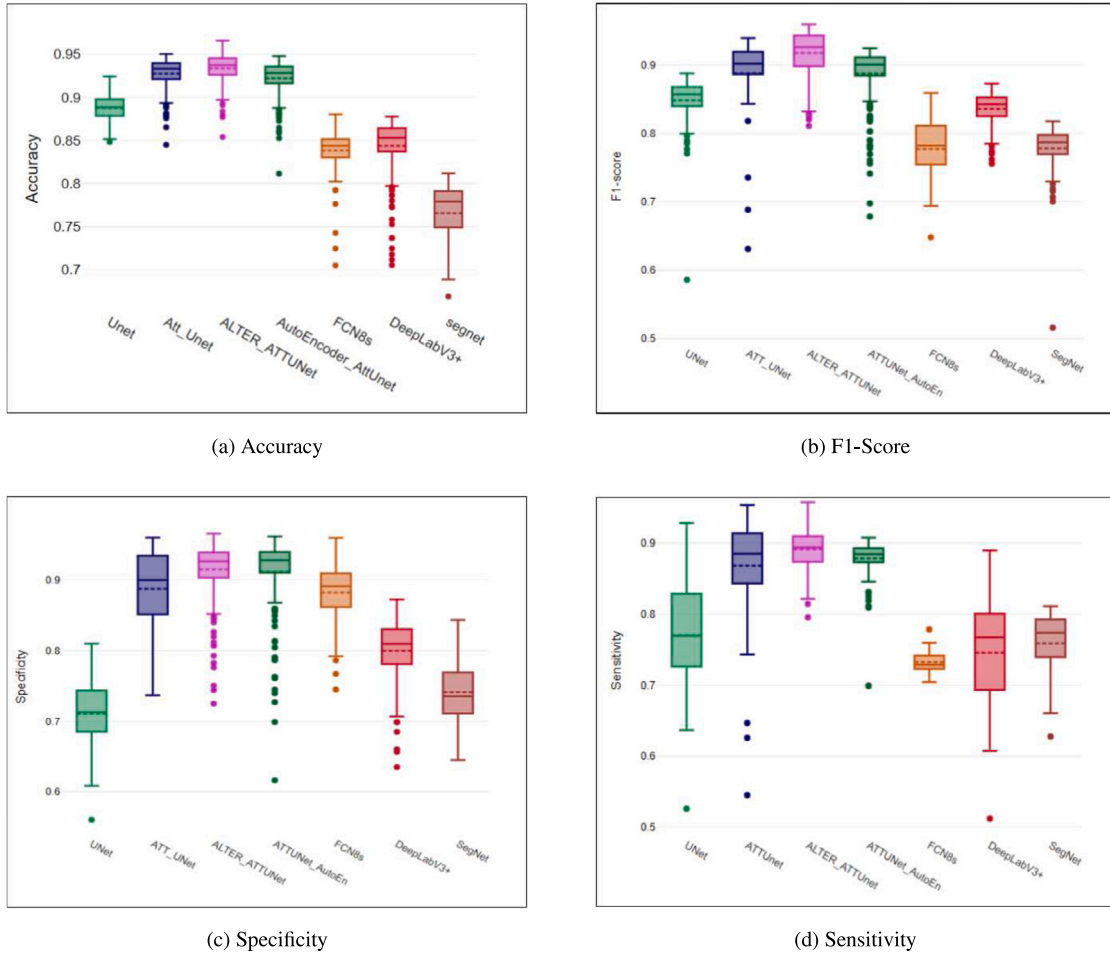 0.95
0.9
0.85
0.8
0.75
0.7
Accuracy
Unet
Att_Unet
ALTER_ATTUNet
AutoEncoder_AttUnet
FCN8s
DeepLabV3+
segnet
(a) Accuracy
0.9
0.8
0.7
0.6
0.5
F1-score
UNet
ATT_UNet
ALTER_ATTUNet
ATTUNet_AutoEn
FCN8s
DeepLabV3+
SegNet
(b) F1-Score
0.9
0.8
0.7
0.6
Specificty
UNet
ATT_UNet
ALTER_ATTUNet
ATTUNet_AutoEn
FCN8s
DeepLabV3+
SegNet
(c) Specificity
0.9
0.8
0.7
0.6
0.5
Sensitivity
UNet
ATTUnet
ALTER_ATTUnet
ATTUNet_AutoEn
FCN8s
DeepLabV3+
SegNet
(d) Sensitivity